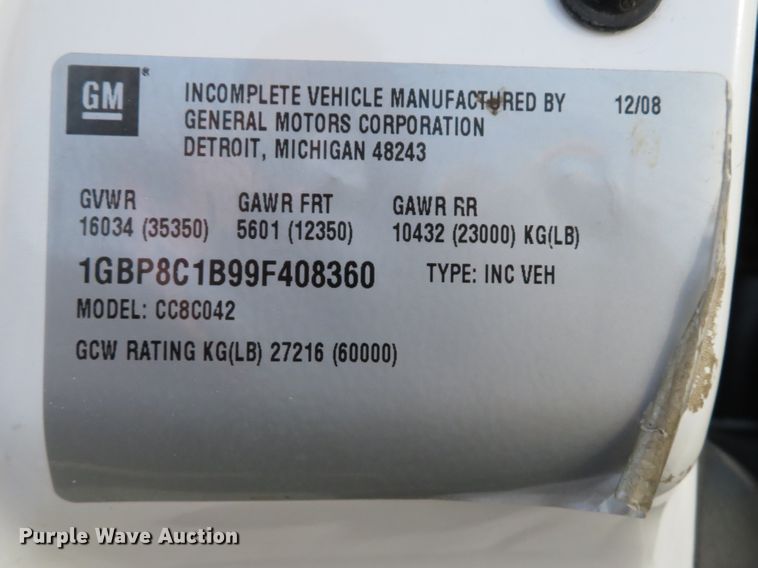 GM ® INCOMPLETE VEHICLE MANUFACTURED BY 12/08
GENERAL MOTORS CORPORATION
DETROIT, MICHIGAN 48243
GVWR GAWR FRT GAWR RR
16034 (35350) 5601 (12350) 10432 (23000) KG(LB)
1GBP8C1B99F408360 TYPE: INC VEH
MODEL: CC8C042
GCW RATING KG(LB) 27216 (60000)
Purple Wave Auction